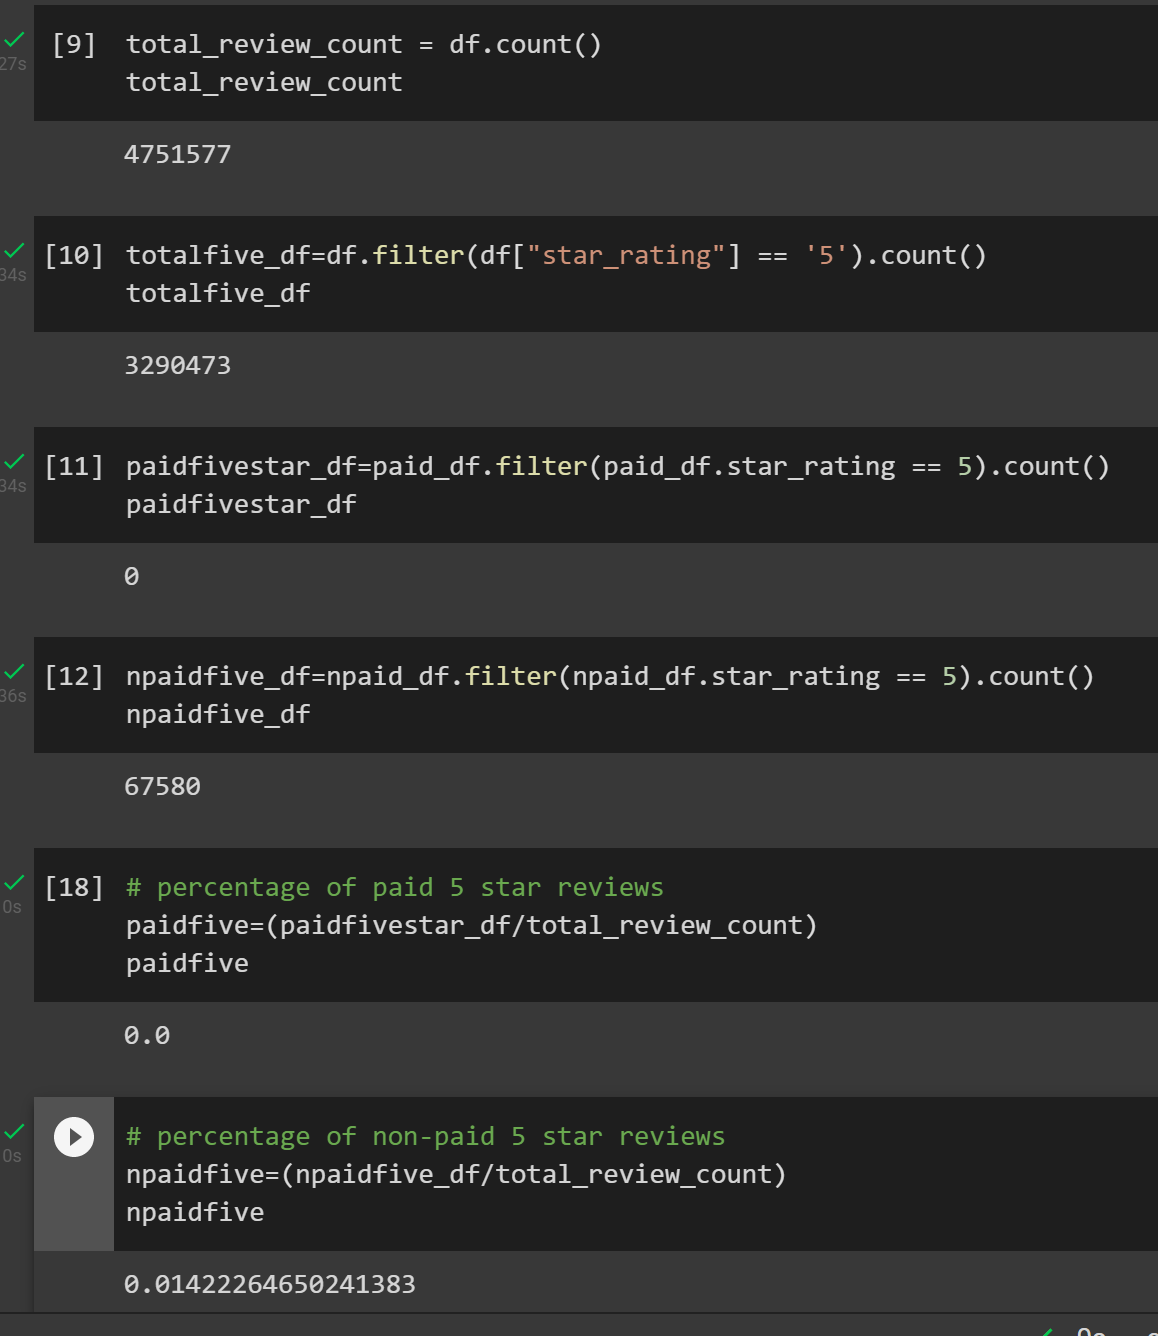 [9] total_review_count = df.count()
27s
total_review_count
4751577
[10] totalfive_df=df.filter(df["star_rating"] == '5').count()
34s
totalfive_df
3290473
[11] paidfivestar_df=paid_df.filter(paid_df.star_rating == 5).count()
34s
paidfivestar_df
0
[12] npaidfive_df=npaid_df.filter(npaid_df.star_rating == 5).count()
36s
npaidfive_df
67580
[18] # percentage of paid 5 star reviews
0s
paidfive=(paidfivestar_df/total_review_count)
paidfive
0.0
# percentage of non-paid 5 star reviews
0s
npaidfive=(npaidfive_df/total_review_count)
npaidfive
0.01422264650241383